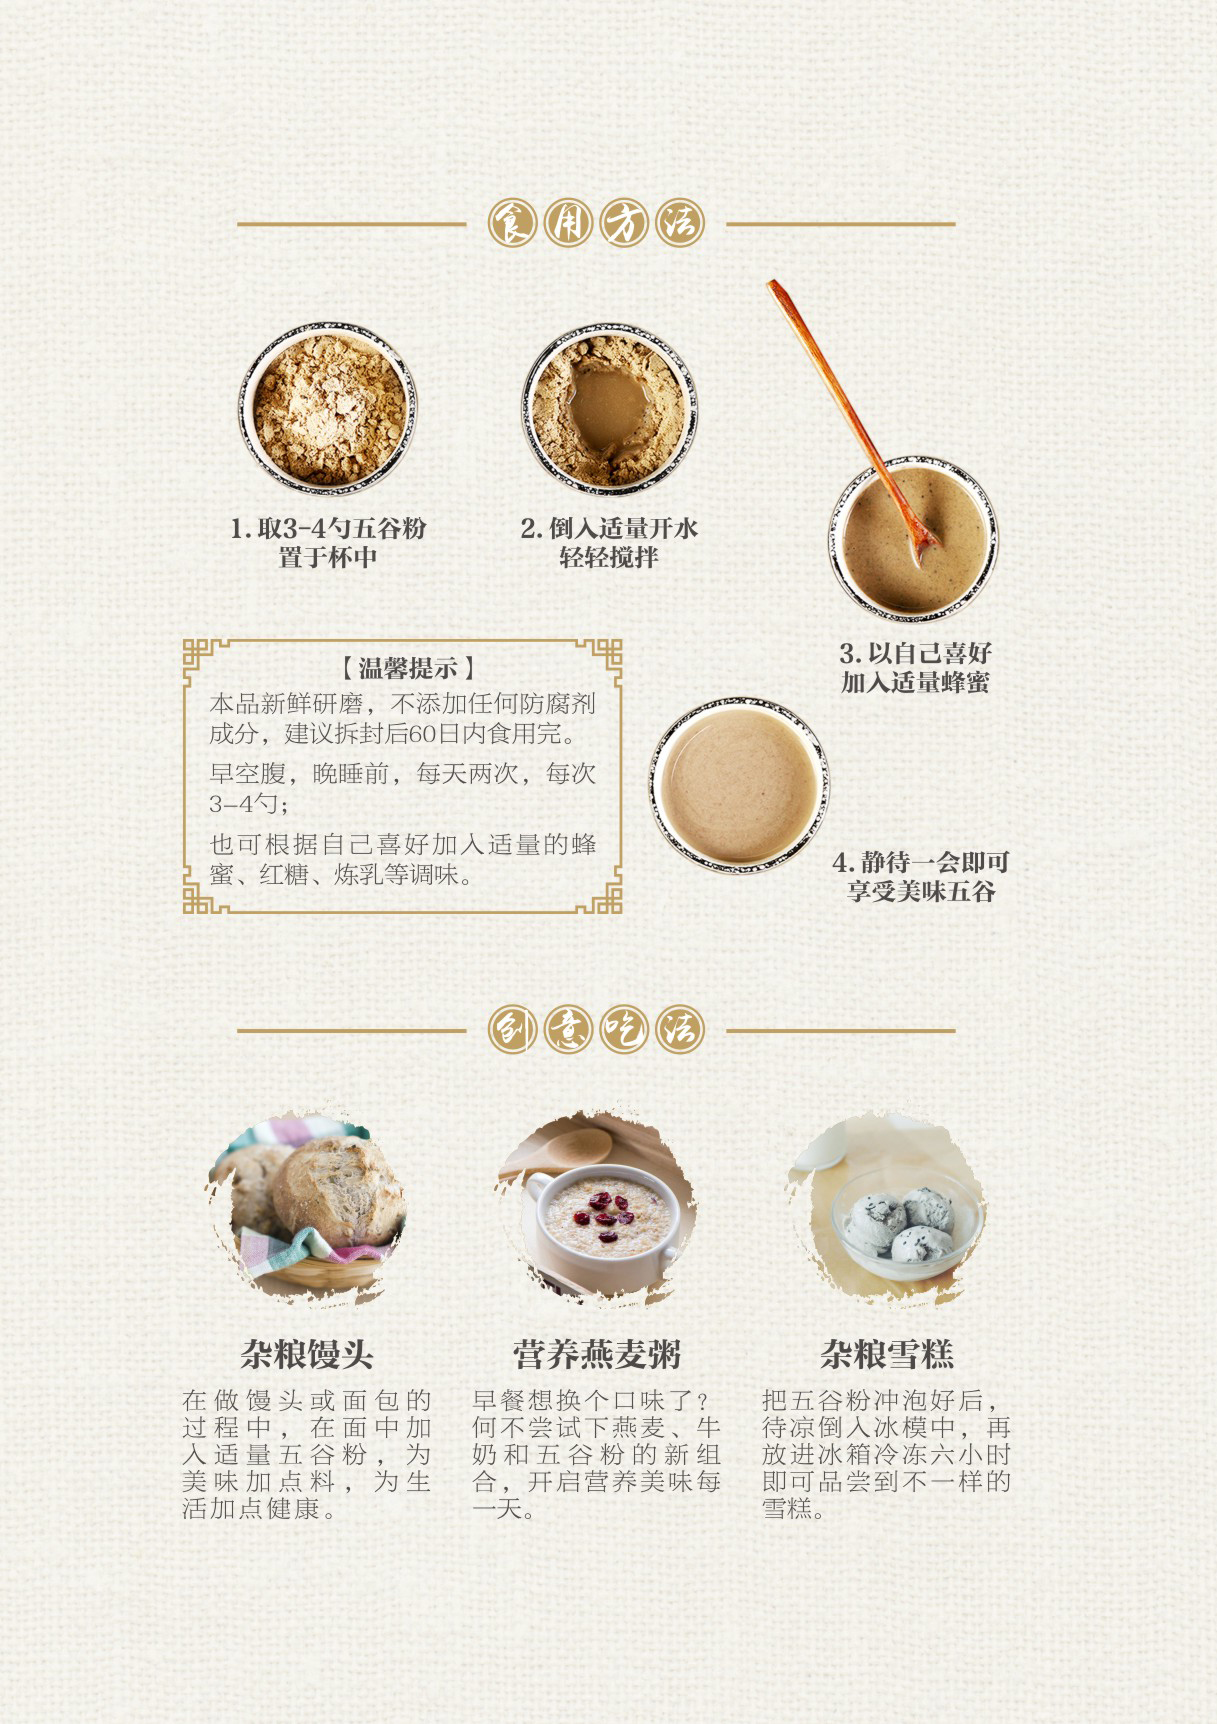 食用方法
1.取3-4勺五谷粉
置于杯中
2.倒入适量开水
轻轻搅拌
3.以自己喜好
加入适量蜂蜜
【温馨提示】
本品新鲜研磨，不添加任何防腐剂
成分，建议拆封后60日内食用完。
早空腹，晚睡前，每天两次，每次
3-4勺；
也可根据自己喜好加入适量的蜂
蜜、红糖、炼乳等调味。
4.静待一会即可
享受美味五谷
创意吃法
杂粮馒头
在做馒头或面包的
过程中，在面中加
入适量五谷粉，为
美味加点料，为生
活加点健康。
营养燕麦粥
早餐想换个口味了？
何不尝试下燕麦、牛
奶和五谷粉的新组
合，开启营养美味每
一天。
杂粮雪糕
把五谷粉冲泡好后，
待凉倒入冰模中，再
放进冰箱冷冻六小时
即可品尝到不一样的
雪糕。